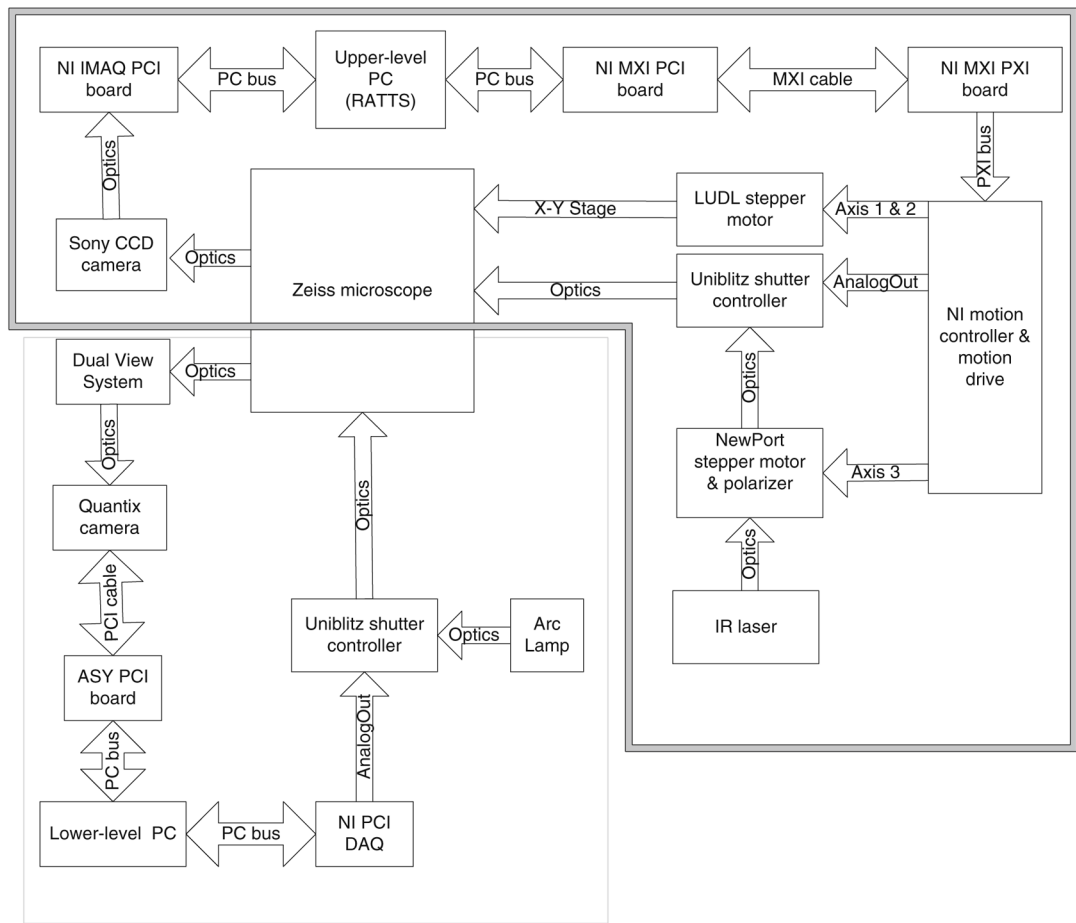 NI IMAQ PCI
board
PC bus
Upper-level
PC
(RATTS)
PC bus
NI MXI PCI
board
MXI cable
NI MXI PXI
board
Optics
PXI bus
Sony CCD
camera
Optics
Zeiss microscope
X-Y Stage
LUDL stepper
motor
Axis 1 & 2
Optics
Uniblitz shutter
controller
AnalogOut
NI motion
controller &
motion
drive
Dual View
System
Optics
Optics
Optics
NewPort
stepper motor
& polarizer
Axis 3
Quantix
camera
Optics
Optics
PCI cable
IR laser
Uniblitz shutter
controller
Optics
Arc
Lamp
ASY PCI
board
PC bus
AnalogOut
Lower-level PC
PC bus
NI PCI
DAQ